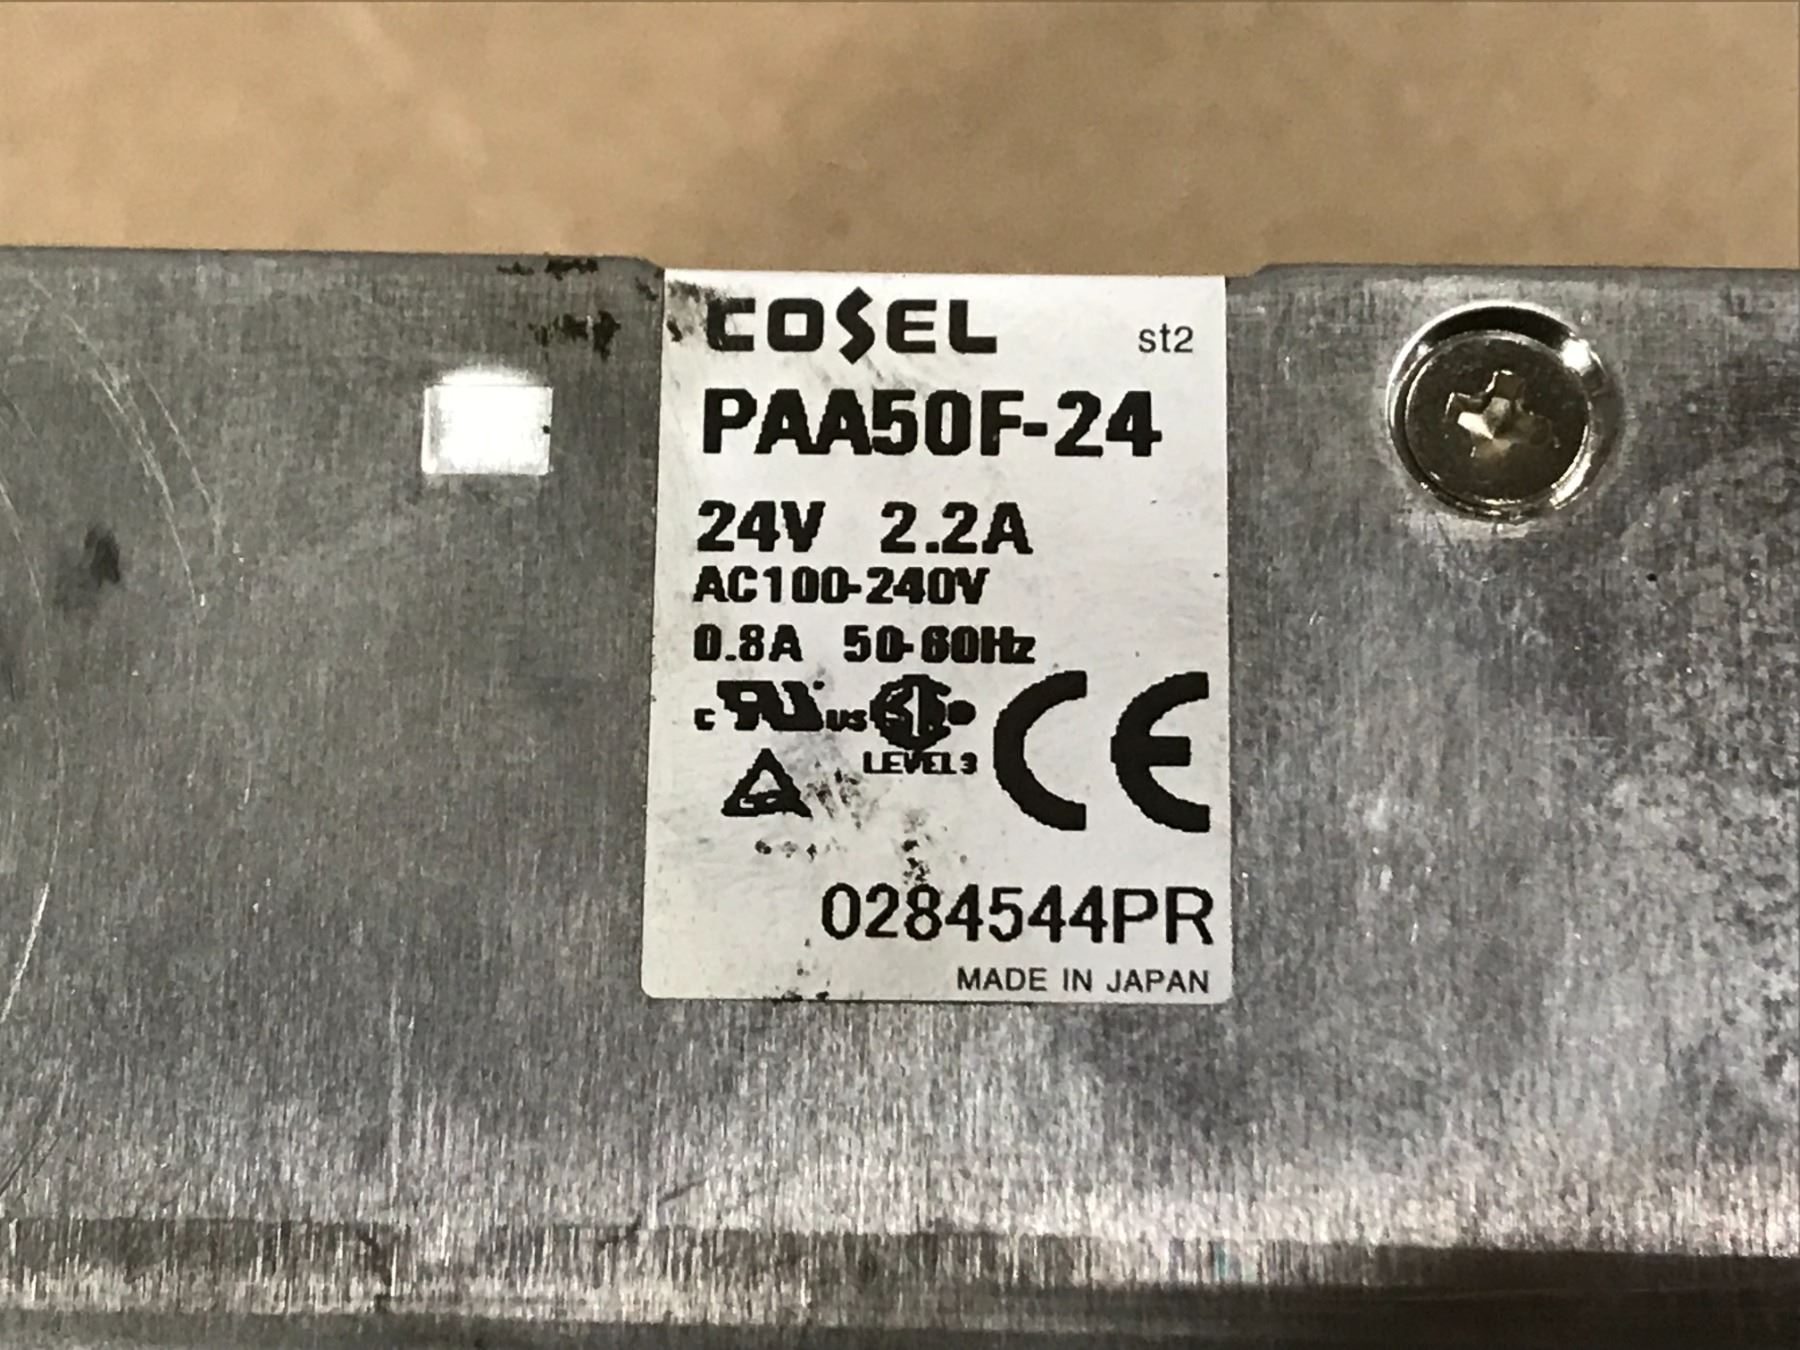 COSEL
st2
PAA50F-24
24V 2.2A
AC100-240V
0.8A 50-60Hz
c RU US CE
LEVEL 3
0284544PR
MADE IN JAPAN